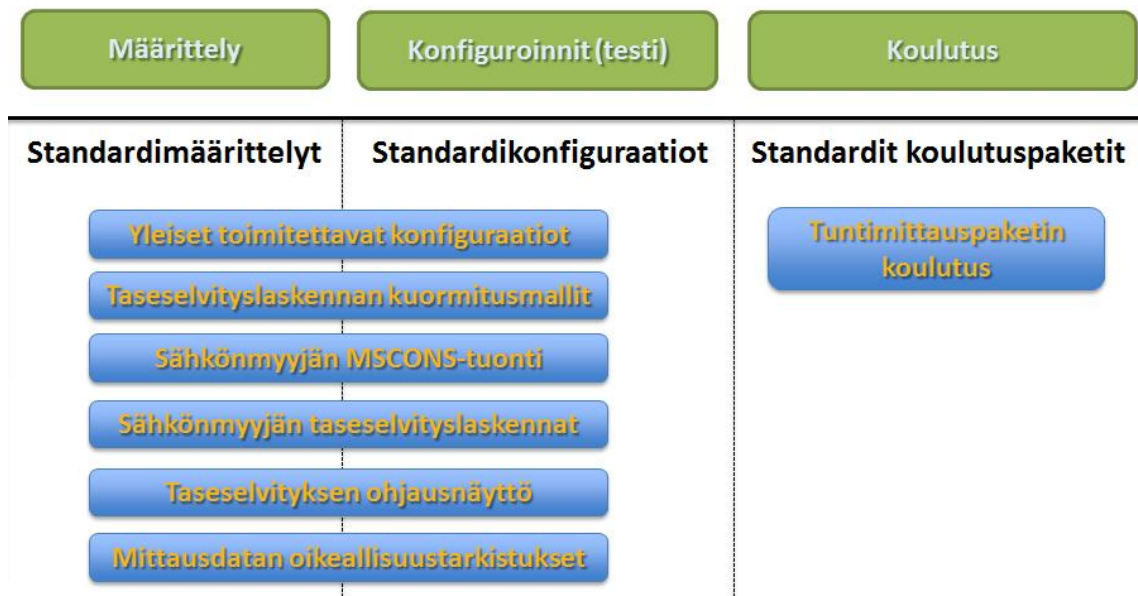 Määrittely
Konfiguroinnit (testi)
Koulutus
Standardimäärittelyt
Standardikonfiguraatiot
Standardit koulutuspaketit
Yleiset toimitettavat konfiguraatiot
Taseselvityslaskennan kuormitusmallit
Sähkönmyyjän MSCONS-tuonti
Sähkönmyyjän taseselvityslaskennat
Taseselvityksen ohjausnäyttö
Mittausdatan oikeallisuustarkistukset
Tuntimittauspaketin
koulutus